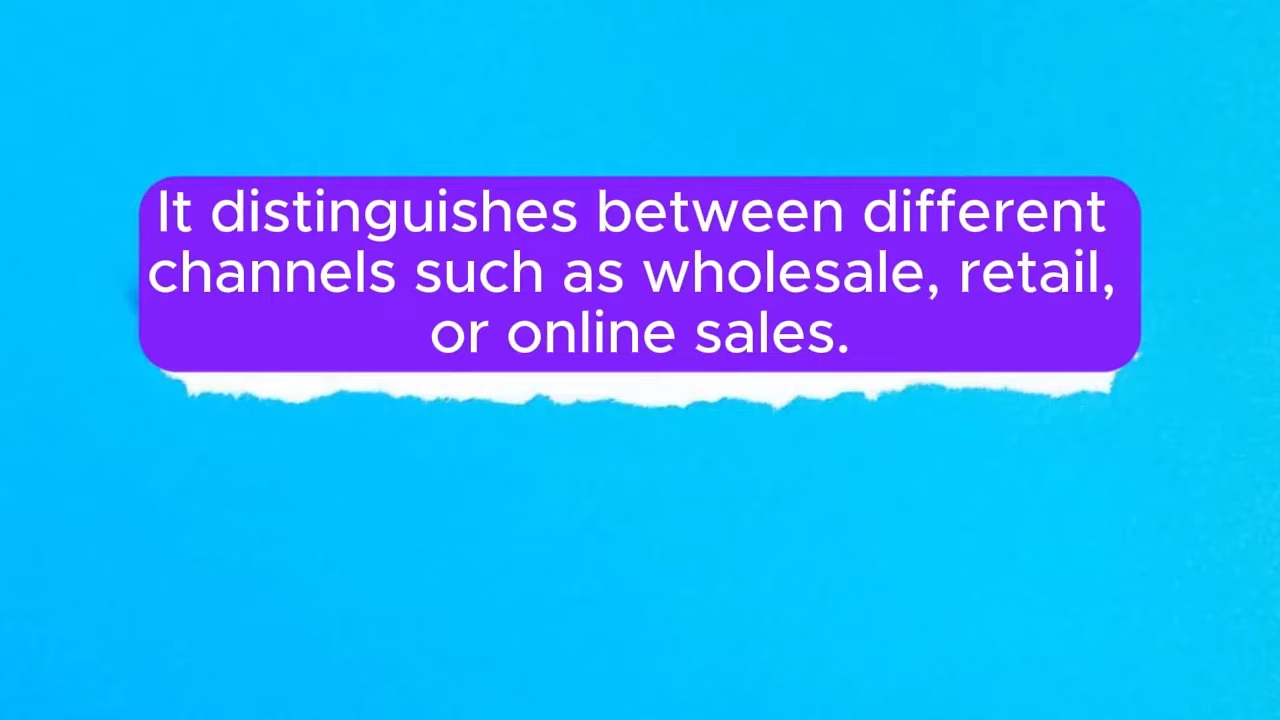 It distinguishes between different
channels such as wholesale, retail,
or online sales.